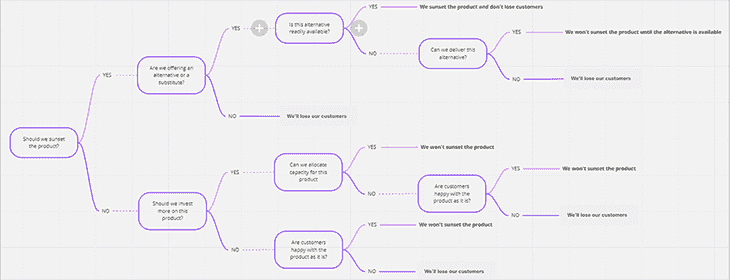 YES
Is this alternative
readily available?
YES
We sunset the product and don't lose customers
NO
Can we deliver this
alternative?
YES
We won't sunset the product until the alternative is available
NO
We'll lose our customers
YES
Are we offering an
alternative or a
substitute?
NO
We'll lose our customers
Should we sunset
the product?
NO
Should we invest
more on this
product?
YES
Can we allocate
capacity for this
product
YES
We won't sunset the product
NO
Are customers
happy with the
product as it is?
YES
We won't sunset the product
NO
We'll lose our customers
NO
Are customers
happy with the
product as it is?
YES
We won't sunset the product
NO
We'll lose our customers